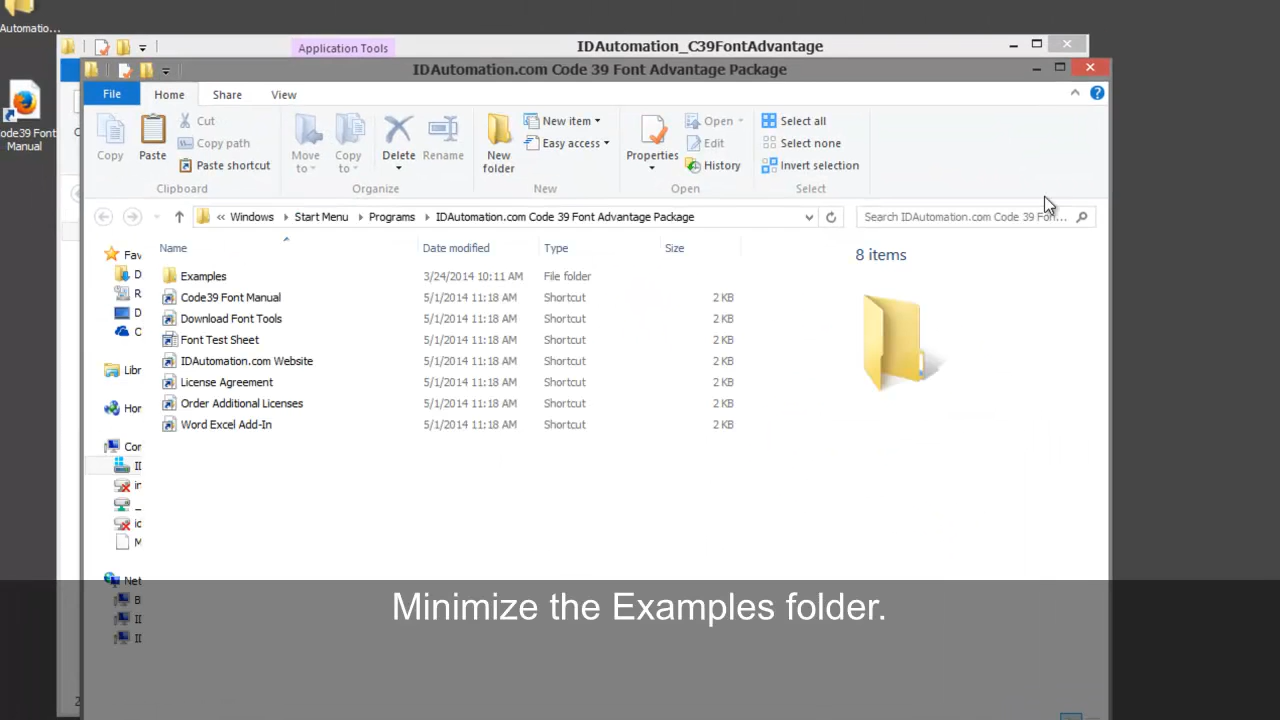 Automatio...
Code39 Font
Manual
Application Tools
IDAutomation_C39FontAdvantage
IDAutomation.com Code 39 Font Advantage Package
File
Home
Share
View
Copy
Paste
Cut
Copy path
Paste shortcut
Clipboard
Move
to
Copy
to
Delete
Rename
Organize
New
folder
New item
Easy access
New
Properties
Open
Edit
History
Open
Select all
Select none
Invert selection
Select
« Windows Start Menu Programs IDAutomation.com Code 39 Font Advantage Package
Search IDAutomation.com Code 39 Fon...
Name Date modified Type Size
Examples 3/24/2014 10:11 AM File folder
Code39 Font Manual 5/1/2014 11:18 AM Shortcut 2 KB
Download Font Tools 5/1/2014 11:18 AM Shortcut 2 KB
Font Test Sheet 5/1/2014 11:18 AM Shortcut 2 KB
IDAutomation.com Website 5/1/2014 11:18 AM Shortcut 2 KB
License Agreement 5/1/2014 11:18 AM Shortcut 2 KB
Order Additional Licenses 5/1/2014 11:18 AM Shortcut 2 KB
Word Excel Add-In 5/1/2014 11:18 AM Shortcut 2 KB
8 items
Fav
D
R
D
Libr
Hor
Cor
in
Net
Minimize the Examples folder.